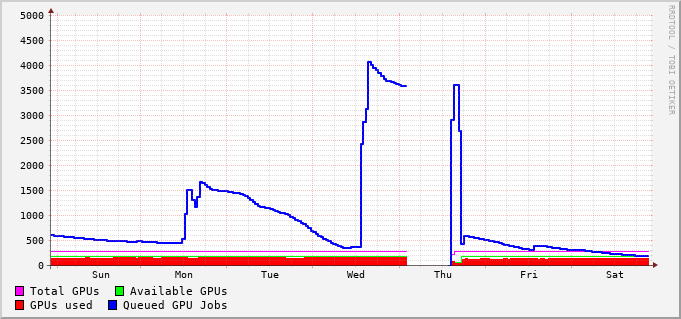 5000
4500
4000
3500
3000
2500
2000
1500
1000
500
0
Sun Mon Tue Wed Thu Fri Sat
Total GPUs Available GPUs
GPUs used Queued GPU Jobs
RRDTOOL / TOBI OETIKER